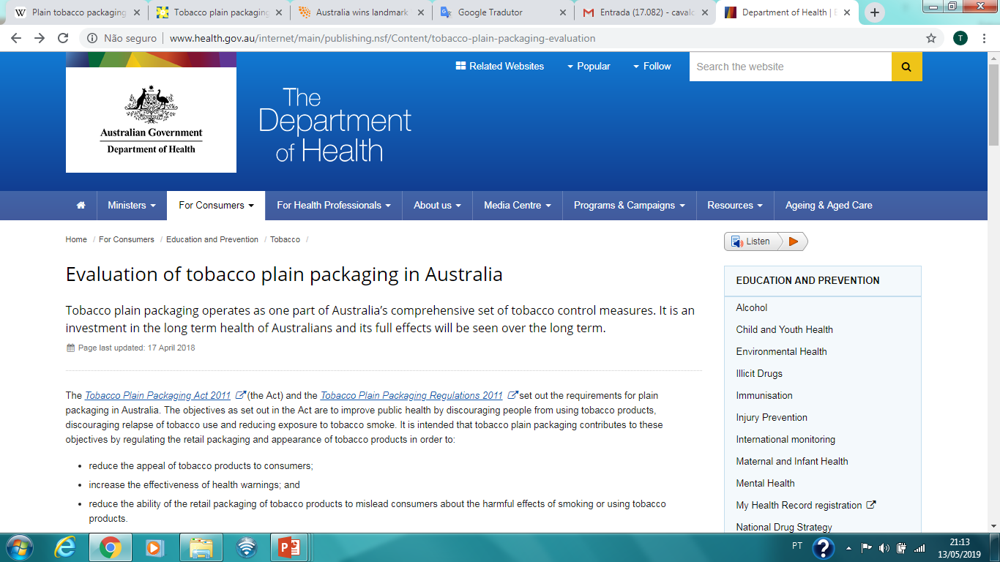 Plain tobacco packaging
Tobacco plain packaging
Australia wins landmark
Google Tradutor
Entrada (17.082) - cavalc
Department of Health | E
Não seguro
www.health.gov.au/internet/main/publishing.nsf/Content/tobacco-plain-packaging-evaluation
T
Related Websites
Popular
Follow
Search the website
Australian Government
Department of Health
The
Department
of Health
Ministers
For Consumers
For Health Professionals
About us
Media Centre
Programs & Campaigns
Resources
Ageing & Aged Care
Home / For Consumers / Education and Prevention / Tobacco /
Listen
Evaluation of tobacco plain packaging in Australia
Tobacco plain packaging operates as one part of Australia's comprehensive set of tobacco control measures. It is an
investment in the long term health of Australians and its full effects will be seen over the long term.
Page last updated: 17 April 2018
The Tobacco Plain Packaging Act 2011 (the Act) and the Tobacco Plain Packaging Regulations 2011 set out the requirements for plain
packaging in Australia. The objectives as set out in the Act are to improve public health by discouraging people from using tobacco products,
discouraging relapse of tobacco use and reducing exposure to tobacco smoke. It is intended that tobacco plain packaging contributes to these
objectives by regulating the retail packaging and appearance of tobacco products in order to:
• reduce the appeal of tobacco products to consumers;
• increase the effectiveness of health warnings; and
• reduce the ability of the retail packaging of tobacco products to mislead consumers about the harmful effects of smoking or using tobacco
products.
EDUCATION AND PREVENTION
Alcohol
Child and Youth Health
Environmental Health
Illicit Drugs
Immunisation
Injury Prevention
International monitoring
Maternal and Infant Health
Mental Health
My Health Record registration
National Drug Strategy
PT
21:13
13/05/2019